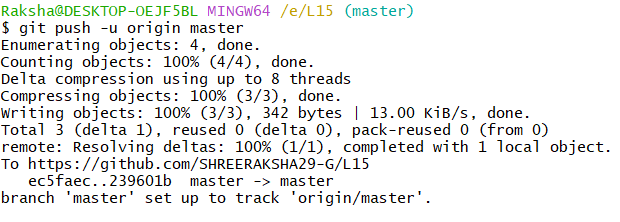 Raksha@DESKTOP-OEJF5BL MINGW64 /e/L15 (master)
$ git push -u origin master
Enumerating objects: 4, done.
Counting objects: 100% (4/4), done.
Delta compression using up to 8 threads
Compressing objects: 100% (3/3), done.
Writing objects: 100% (3/3), 342 bytes | 13.00 KiB/s, done.
Total 3 (delta 1), reused 0 (delta 0), pack-reused 0 (from 0)
remote: Resolving deltas: 100% (1/1), completed with 1 local object.
To https://github.com/SHREERAKSHA29-G/L15
   ec5faec..239601b  master -> master
branch 'master' set up to track 'origin/master'.